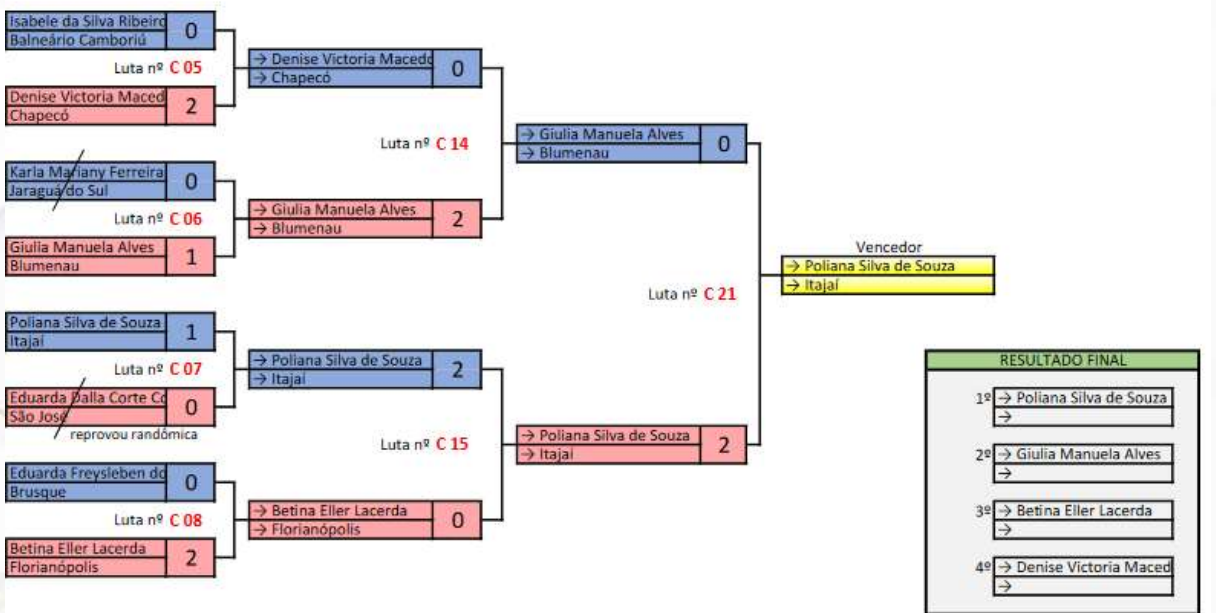 Isabele da Silva Ribeiro
Balneário Camboriú
0
Luta nº C 05
Denise Victoria Maced
Chapecó
2
Karla Mariany Ferreira
Jaraguá do Sul
0
Luta nº C 06
Giulia Manuela Alves
Blumenau
1
Poliana Silva de Souza
Itajaí
1
Luta nº C 07
Eduarda Dalla Corte Co
São José
0
reprovou randômica
Eduarda Freysleben do
Brusque
0
Luta nº C 08
Betina Eller Lacerda
Florianópolis
2
→ Denise Victoria Macedo
→ Chapecó
0
Luta nº C 14
→ Giulia Manuela Alves
→ Blumenau
2
→ Poliana Silva de Souza
→ Itajaí
2
Luta nº C 15
→ Betina Eller Lacerda
→ Florianópolis
0
→ Giulia Manuela Alves
→ Blumenau
0
Luta nº C 21
→ Poliana Silva de Souza
→ Itajaí
2
Vencedor
→ Poliana Silva de Souza
→ Itajaí
RESULTADO FINAL
1º → Poliana Silva de Souza
→
2º → Giulia Manuela Alves
→
3º → Betina Eller Lacerda
→
4º → Denise Victoria Maced
→